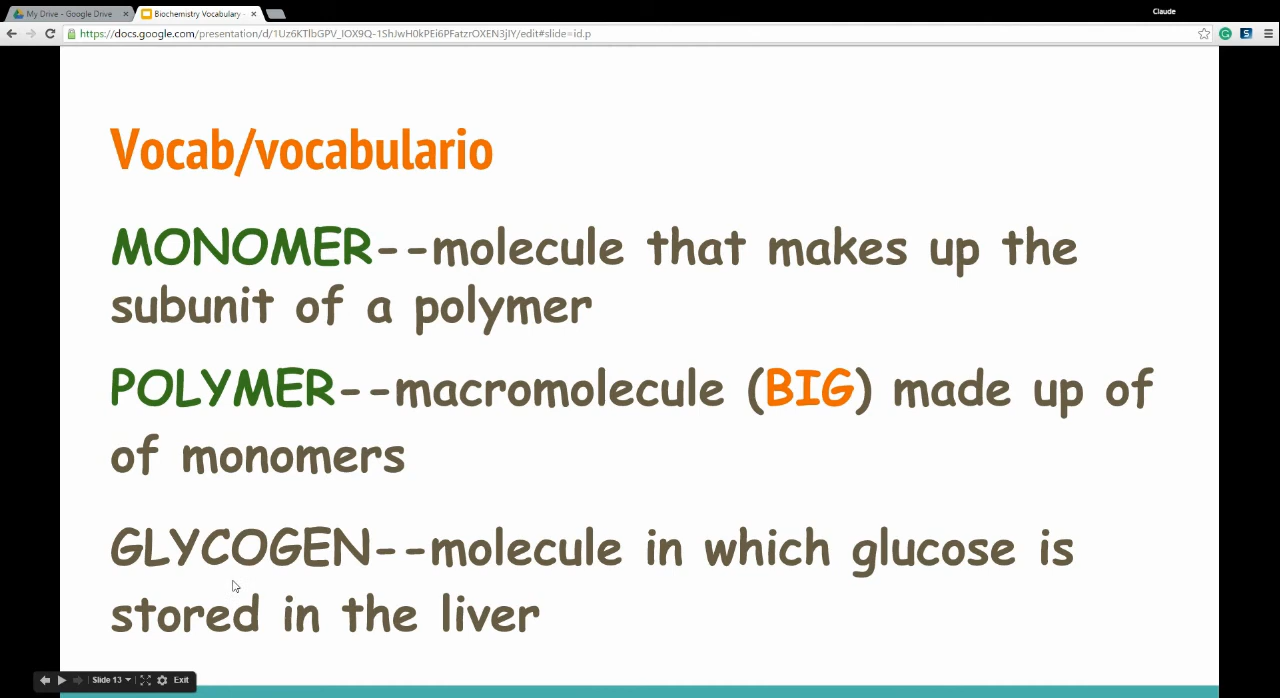 My Drive - Google Drive
Biochemistry Vocabulary -
Claude
https://docs.google.com/presentation/d/1Uz6KTlbGPV_IOX9Q-1ShJwH0kPEi6PFatzrOXEN3jIY/edit#slide=id.p
Vocab/vocabulario
MONOMER--molecule that makes up the
subunit of a polymer
POLYMER--macromolecule (BIG) made up of
of monomers
GLYCOGEN--molecule in which glucose is
stored in the liver
Slide 13
Exit